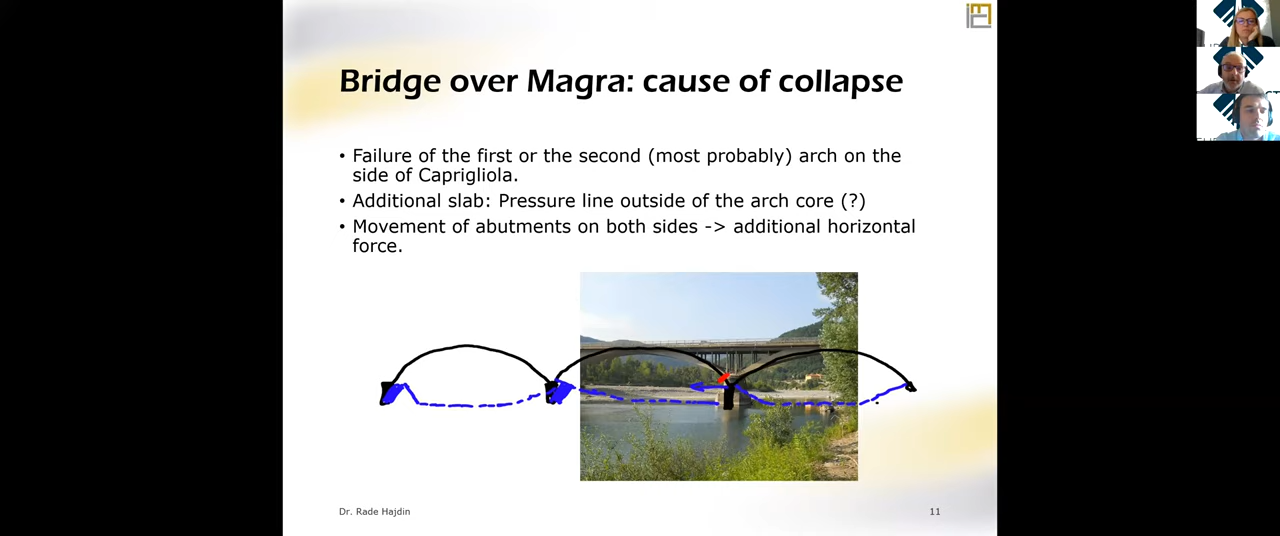 Bridge over Magra: cause of collapse
• Failure of the first or the second (most probably) arch on the
side of Caprigliola.
• Additional slab: Pressure line outside of the arch core (?)
• Movement of abutments on both sides -> additional horizontal
force.
Dr. Rade Hajdin
11